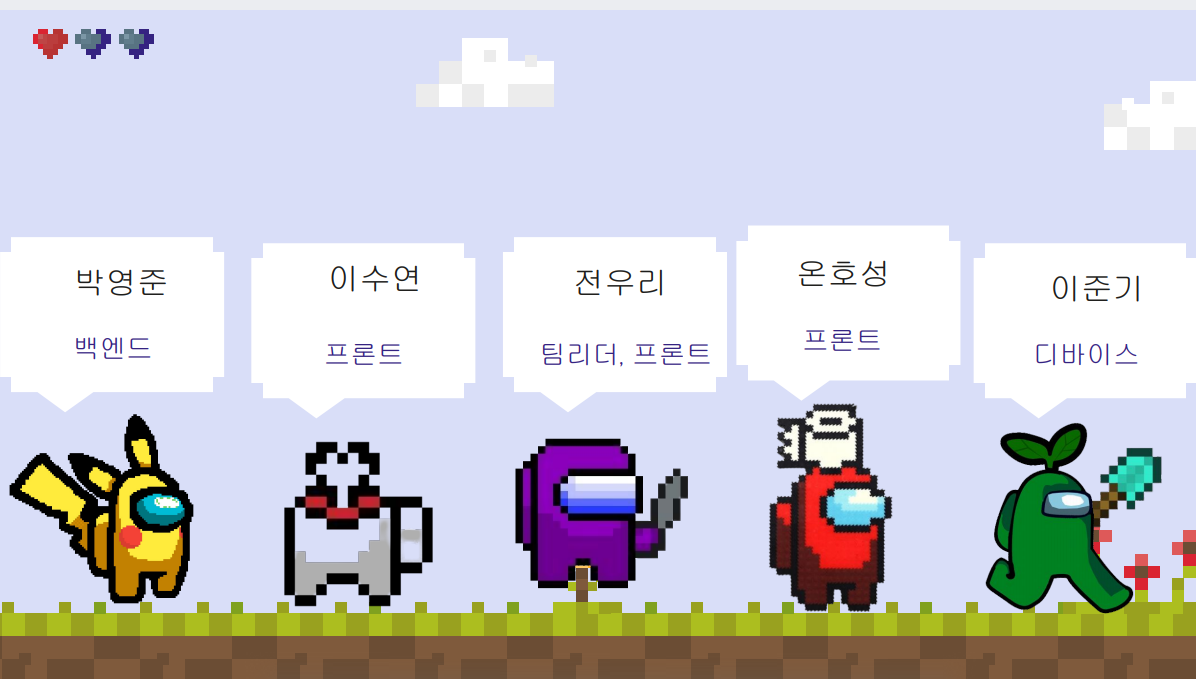 박영준
백엔드
이수연
프론트
전우리
팀리더, 프론트
온호성
프론트
이준기
디바이스